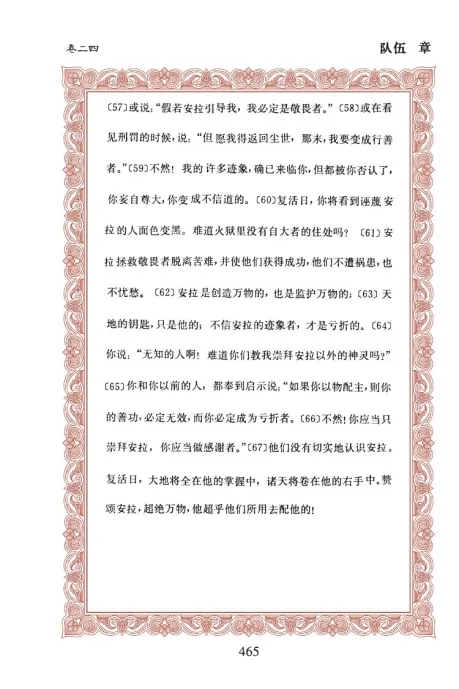 卷二四
队伍 章
〔57〕或说：“假若安拉引导我，我必定是敬畏者。”〔58〕或在看
见刑罚的时候，说：“但愿我得返回尘世，那末，我要变成行善
者。”〔59〕不然！我的许多迹象，确已来临你，但都被你否认了，
你妄自尊大，你变成不信道的。〔60〕复活日，你将看到诬蔑安
拉的人面色变黑。难道火狱里没有自大者的住处吗？〔61〕安
拉拯救敬畏者脱离苦难，并使他们获得成功，他们不遭祸患，也
不忧愁。〔62〕安拉是创造万物的，也是监护万物的；〔63〕天
地的钥匙，只是他的；不信安拉的迹象者，才是亏折的。〔64〕
你说：“无知的人啊！难道你们教我崇拜安拉以外的神灵吗？”
〔65〕你和你以前的人，都奉到启示说：“如果你以物配主，则你
的善功，必定无效，而你必定成为亏折者。〔66〕不然！你应当只
崇拜安拉，你应当做感谢者。”〔67〕他们没有切实地认识安拉。
复活日，大地将全在他的掌握中，诸天将卷在他的右手中。赞
颂安拉，超绝万物，他超乎他们所用去配他的！
465